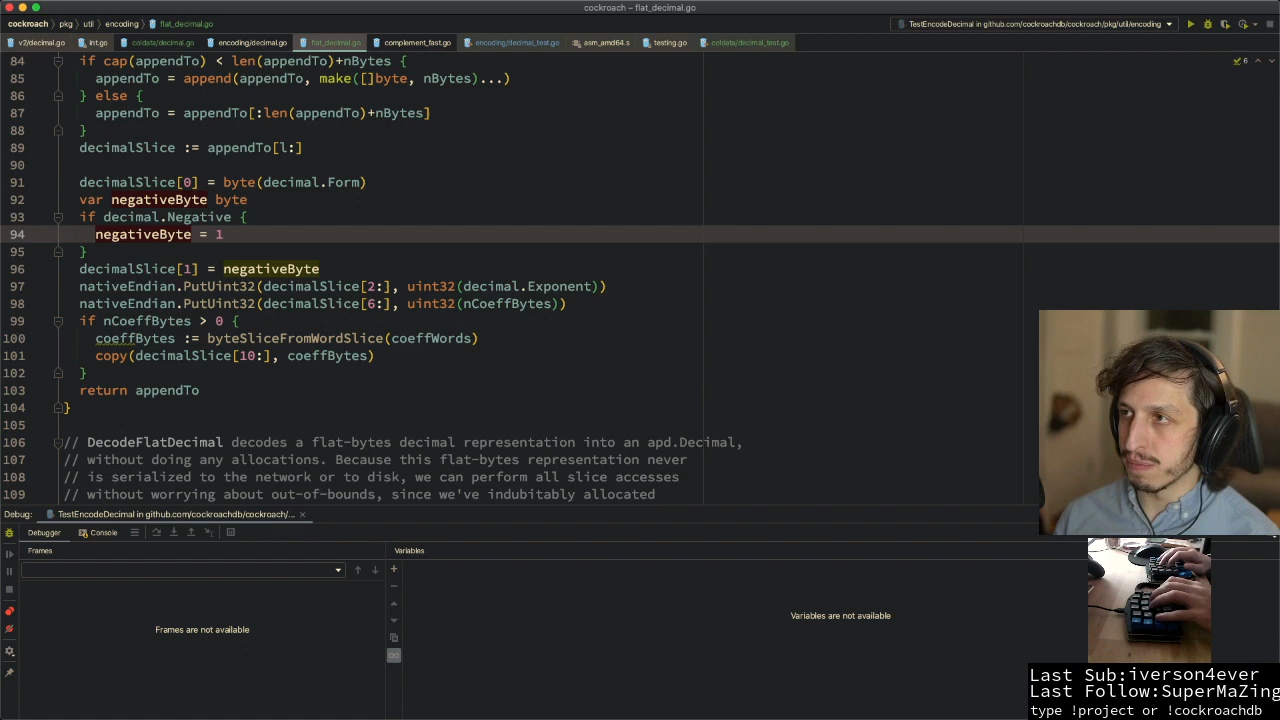 cockroach – flat_decimal.go
cockroach › pkg › util › encoding › flat_decimal.go
TestEncodeDecimal in github.com/cockroachdb/cockroach/pkg/util/encoding
v2/decimal.go int.go coldata/decimal.go encoding/decimal.go flat_decimal.go complement_fast.go encoding/decimal_test.go asm_amd64.s testing.go coldata/decimal_test.go
6
84 if cap(appendTo) < len(appendTo)+nBytes {
85 appendTo = append(appendTo, make([]byte, nBytes)...)
86 } else {
87 appendTo = appendTo[:len(appendTo)+nBytes]
88 }
89 decimalSlice := appendTo[l:]
90
91 decimalSlice[0] = byte(decimal.Form)
92 var negativeByte byte
93 if decimal.Negative {
94 negativeByte = 1
95 }
96 decimalSlice[1] = negativeByte
97 nativeEndian.PutUint32(decimalSlice[2:], uint32(decimal.Exponent))
98 nativeEndian.PutUint32(decimalSlice[6:], uint32(nCoeffBytes))
99 if nCoeffBytes > 0 {
100 coeffBytes := byteSliceFromWordSlice(coeffWords)
101 copy(decimalSlice[10:], coeffBytes)
102 }
103 return appendTo
104 }
105
106 // DecodeFlatDecimal decodes a flat-bytes decimal representation into an apd.Decimal,
107 // without doing any allocations. Because this flat-bytes representation never
108 // is serialized to the network or to disk, we can perform all slice accesses
109 // without worrying about out-of-bounds, since we've indubitably allocated
Debug: TestEncodeDecimal in github.com/cockroachdb/cockroach/...
Debugger Console
Frames Variables
Frames are not available
Variables are not available
Last Sub:iverson4ever
Last Follow:SuperMaZing
type !project or !cockroachdb